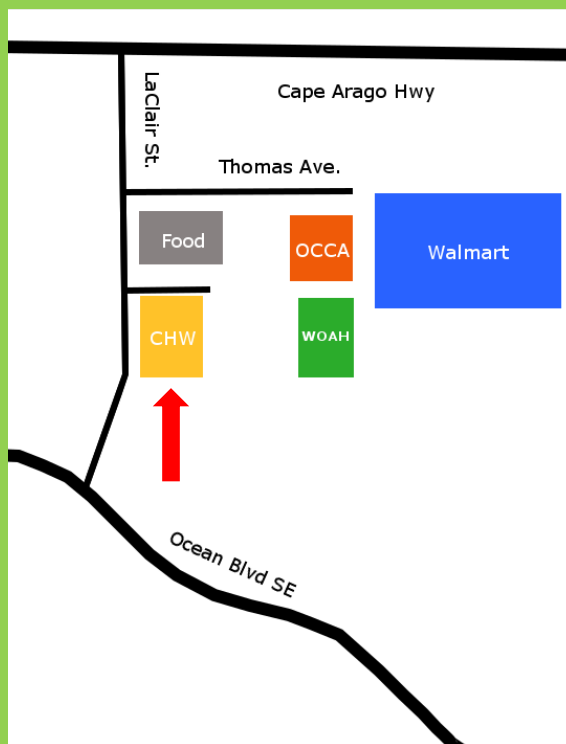 LaClair St.
Cape Arago Hwy
Thomas Ave.
Food
OCCA
Walmart
CHW
WOAH
Ocean Blvd SE